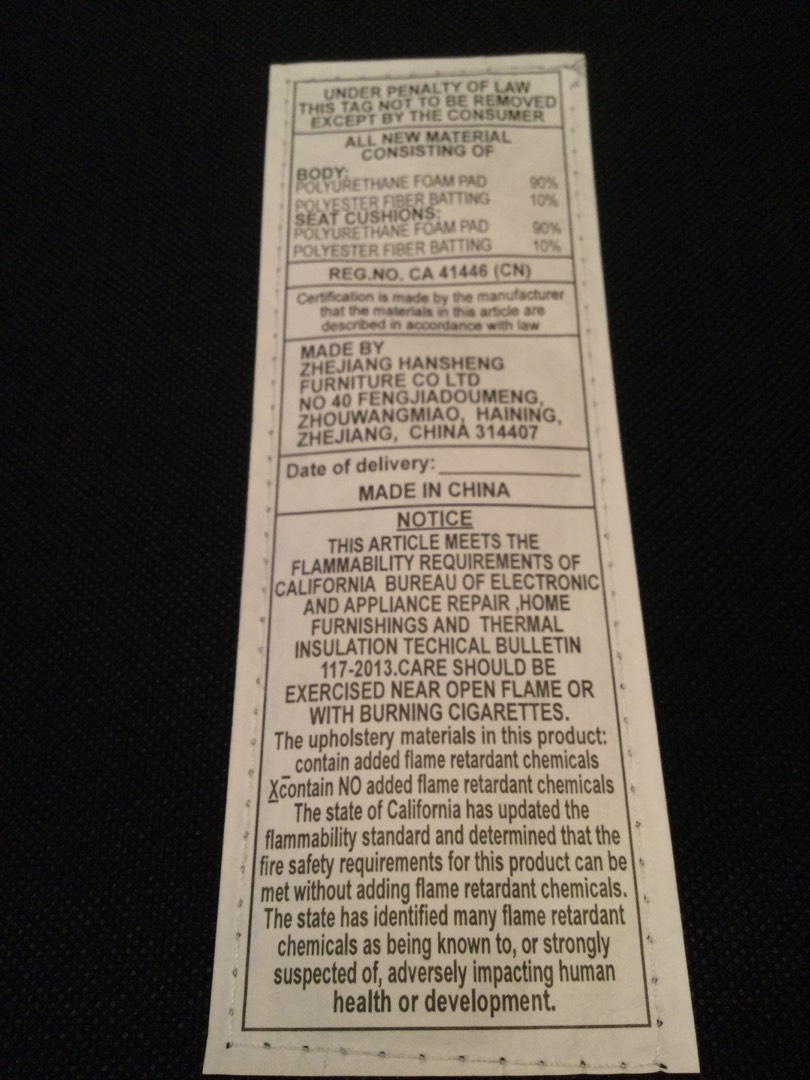 UNDER PENALTY OF LAW
THIS TAG NOT TO BE REMOVED
EXCEPT BY THE CONSUMER
ALL NEW MATERIAL
CONSISTING OF
BODY:
POLYURETHANE FOAM PAD 90%
POLYESTER FIBER BATTING 10%
SEAT CUSHIONS:
POLYURETHANE FOAM PAD 90%
POLYESTER FIBER BATTING 10%
REG.NO. CA 41446 (CN)
Certification is made by the manufacturer
that the materials in this article are
described in accordance with law
MADE BY
ZHEJIANG HANSHENG
FURNITURE CO LTD
NO 40 FENGJIADOUMENG,
ZHOUWANGMIAO, HAINING,
ZHEJIANG, CHINA 314407
Date of delivery:
MADE IN CHINA
NOTICE
THIS ARTICLE MEETS THE
FLAMMABILITY REQUIREMENTS OF
CALIFORNIA BUREAU OF ELECTRONIC
AND APPLIANCE REPAIR ,HOME
FURNISHINGS AND THERMAL
INSULATION TECHICAL BULLETIN
117-2013.CARE SHOULD BE
EXERCISED NEAR OPEN FLAME OR
WITH BURNING CIGARETTES.
The upholstery materials in this product:
_contain added flame retardant chemicals
Xcontain NO added flame retardant chemicals
The state of California has updated the
flammability standard and determined that the
fire safety requirements for this product can be
met without adding flame retardant chemicals.
The state has identified many flame retardant
chemicals as being known to, or strongly
suspected of, adversely impacting human
health or development.